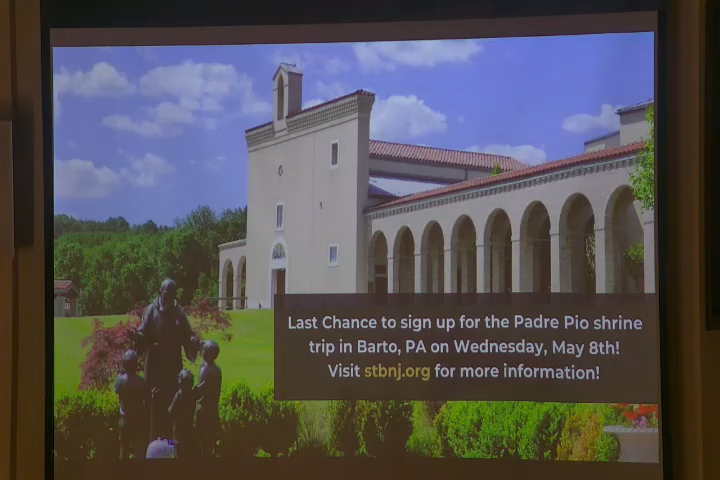 Last Chance to sign up for the Padre Pio shrine
trip in Barto, PA on Wednesday, May 8th!
Visit stbnj.org for more information!